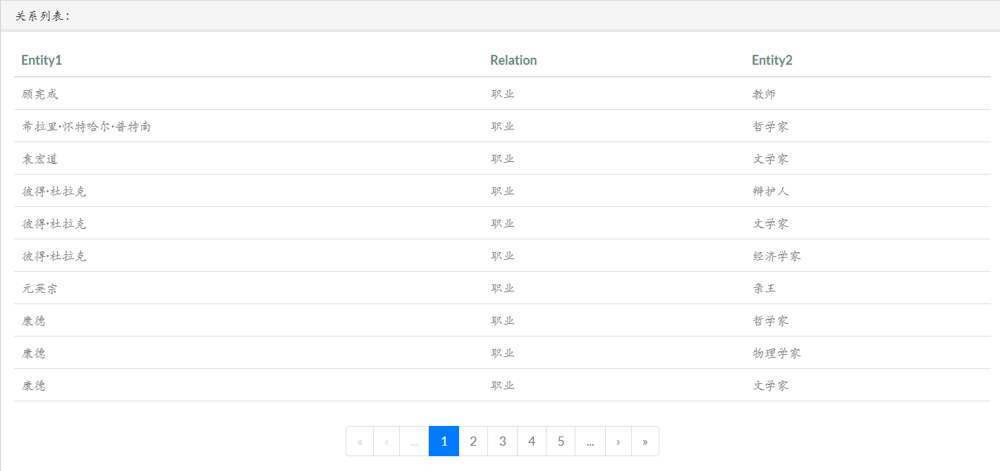 关系列表：
Entity1 Relation Entity2
顾宪成 职业 教师
希拉里·怀特哈尔·普特南 职业 哲学家
袁宏道 职业 文学家
彼得·杜拉克 职业 辩护人
彼得·杜拉克 职业 文学家
彼得·杜拉克 职业 经济学家
元英宗 职业 亲王
康德 职业 哲学家
康德 职业 物理学家
康德 职业 文学家
« ‹ ... 1 2 3 4 5 ... › »